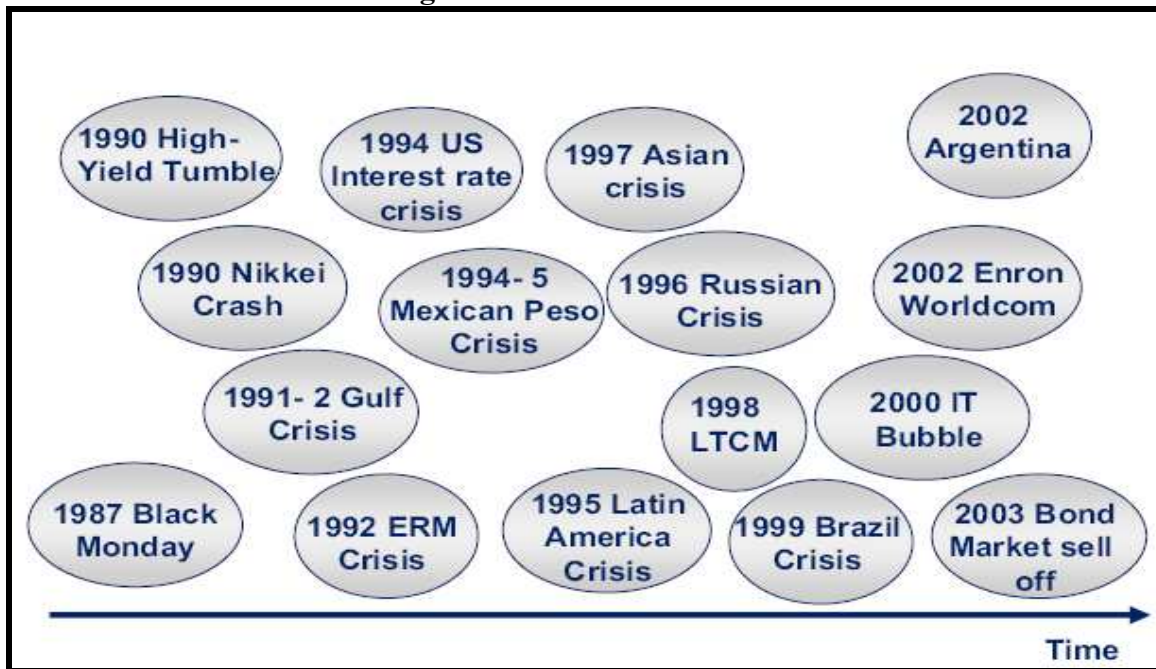 1990 High-
Yield Tumble
1994 US
Interest rate
crisis
1997 Asian
crisis
2002
Argentina
1990 Nikkei
Crash
1994- 5
Mexican Peso
Crisis
1996 Russian
Crisis
2002 Enron
Worldcom
1991- 2 Gulf
Crisis
1998
LTCM
2000 IT
Bubble
1987 Black
Monday
1992 ERM
Crisis
1995 Latin
America
Crisis
1999 Brazil
Crisis
2003 Bond
Market sell
off
Time